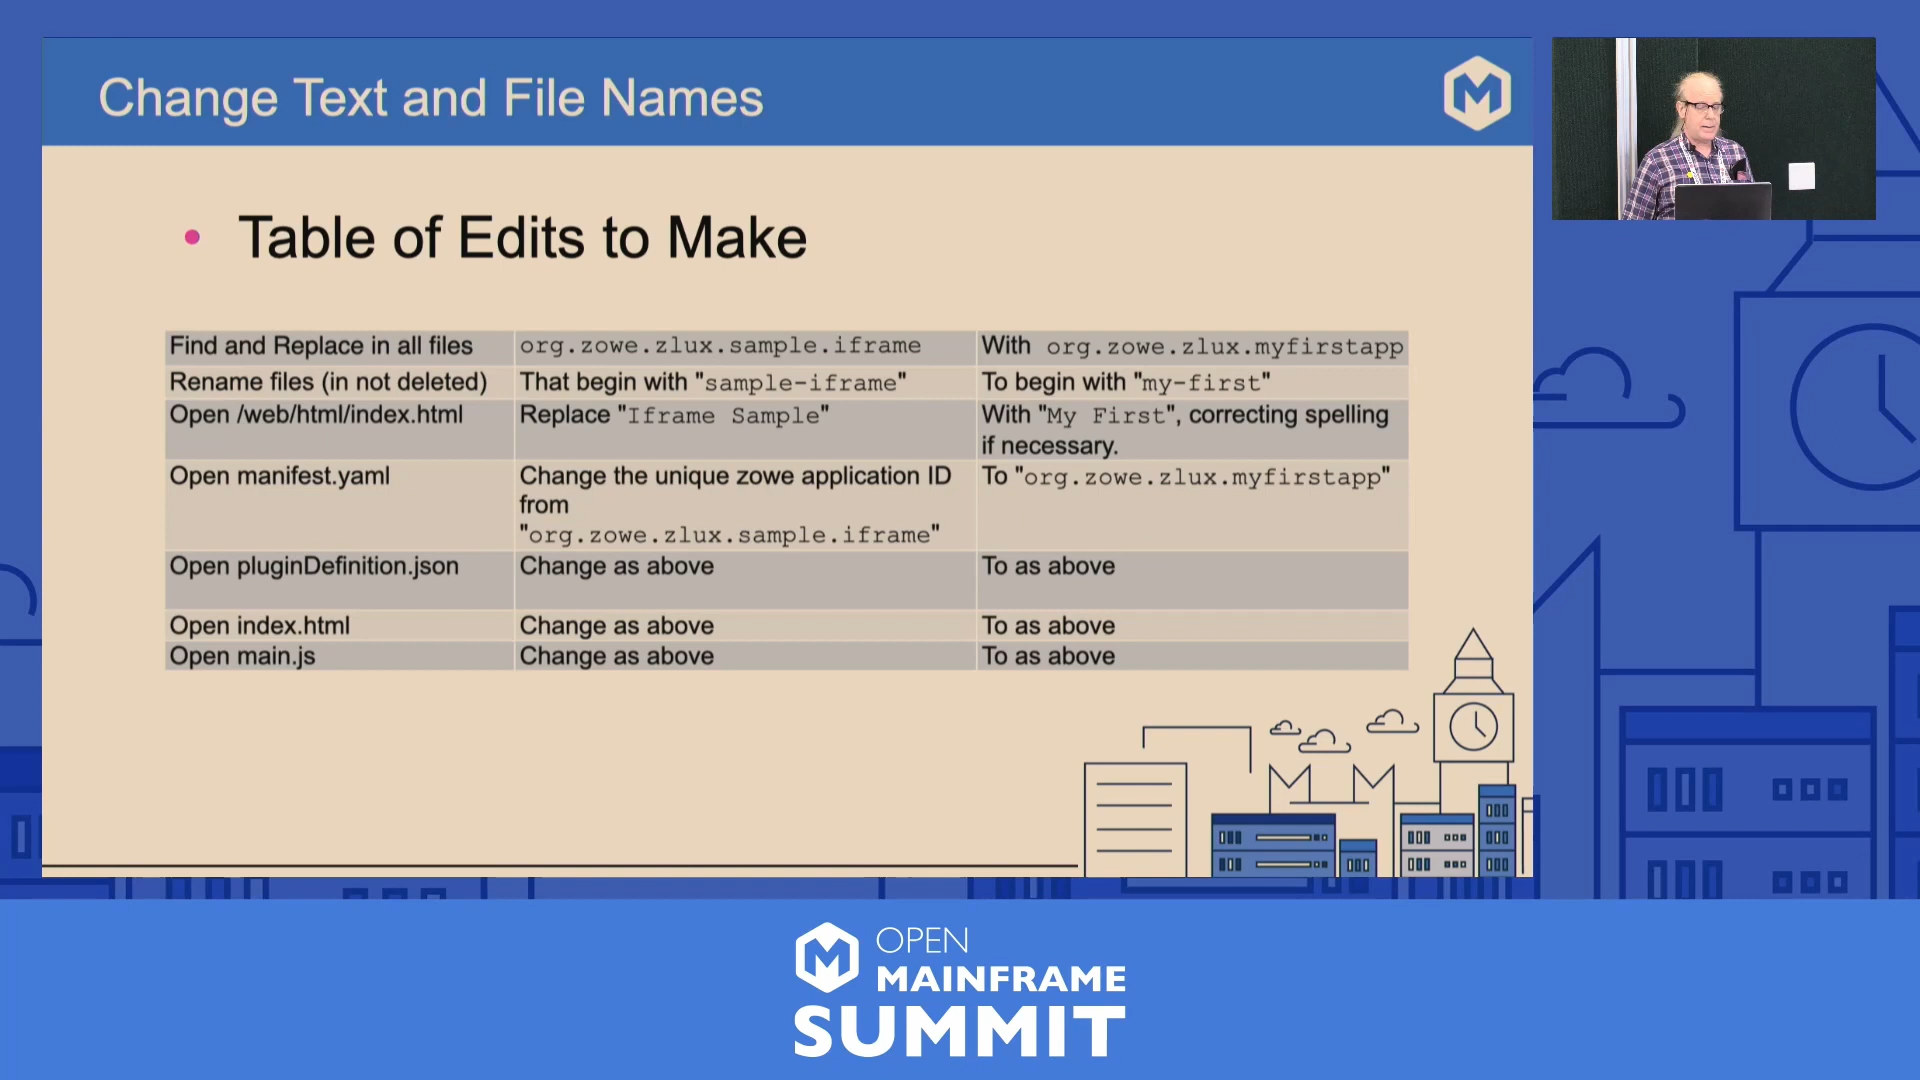 Change Text and File Names
• Table of Edits to Make
Find and Replace in all files org.zowe.zlux.sample.iframe With org.zowe.zlux.myfirstapp
Rename files (in not deleted) That begin with "sample-iframe" To begin with "my-first"
Open /web/html/index.html Replace "Iframe Sample" With "My First", correcting spelling
if necessary.
Open manifest.yaml Change the unique zowe application ID To "org.zowe.zlux.myfirstapp"
from
"org.zowe.zlux.sample.iframe"
Open pluginDefinition.json Change as above To as above
Open index.html Change as above To as above
Open main.js Change as above To as above
OPEN
MAINFRAME
SUMMIT